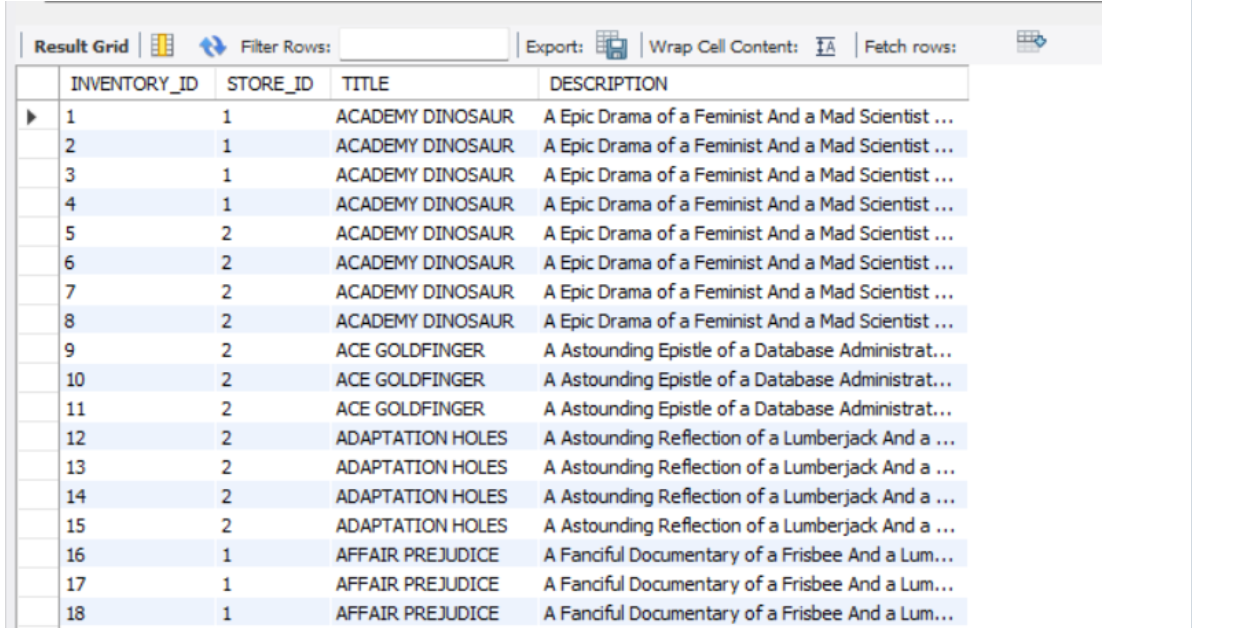 Result Grid Filter Rows: Export: Wrap Cell Content: IA Fetch rows:
INVENTORY_ID STORE_ID TITLE DESCRIPTION
1 1 ACADEMY DINOSAUR A Epic Drama of a Feminist And a Mad Scientist ...
2 1 ACADEMY DINOSAUR A Epic Drama of a Feminist And a Mad Scientist ...
3 1 ACADEMY DINOSAUR A Epic Drama of a Feminist And a Mad Scientist ...
4 1 ACADEMY DINOSAUR A Epic Drama of a Feminist And a Mad Scientist ...
5 2 ACADEMY DINOSAUR A Epic Drama of a Feminist And a Mad Scientist ...
6 2 ACADEMY DINOSAUR A Epic Drama of a Feminist And a Mad Scientist ...
7 2 ACADEMY DINOSAUR A Epic Drama of a Feminist And a Mad Scientist ...
8 2 ACADEMY DINOSAUR A Epic Drama of a Feminist And a Mad Scientist ...
9 2 ACE GOLDFINGER A Astounding Epistle of a Database Administrat...
10 2 ACE GOLDFINGER A Astounding Epistle of a Database Administrat...
11 2 ACE GOLDFINGER A Astounding Epistle of a Database Administrat...
12 2 ADAPTATION HOLES A Astounding Reflection of a Lumberjack And a ...
13 2 ADAPTATION HOLES A Astounding Reflection of a Lumberjack And a ...
14 2 ADAPTATION HOLES A Astounding Reflection of a Lumberjack And a ...
15 2 ADAPTATION HOLES A Astounding Reflection of a Lumberjack And a ...
16 1 AFFAIR PREJUDICE A Fanciful Documentary of a Frisbee And a Lum...
17 1 AFFAIR PREJUDICE A Fanciful Documentary of a Frisbee And a Lum...
18 1 AFFAIR PREJUDICE A Fanciful Documentary of a Frisbee And a Lum...